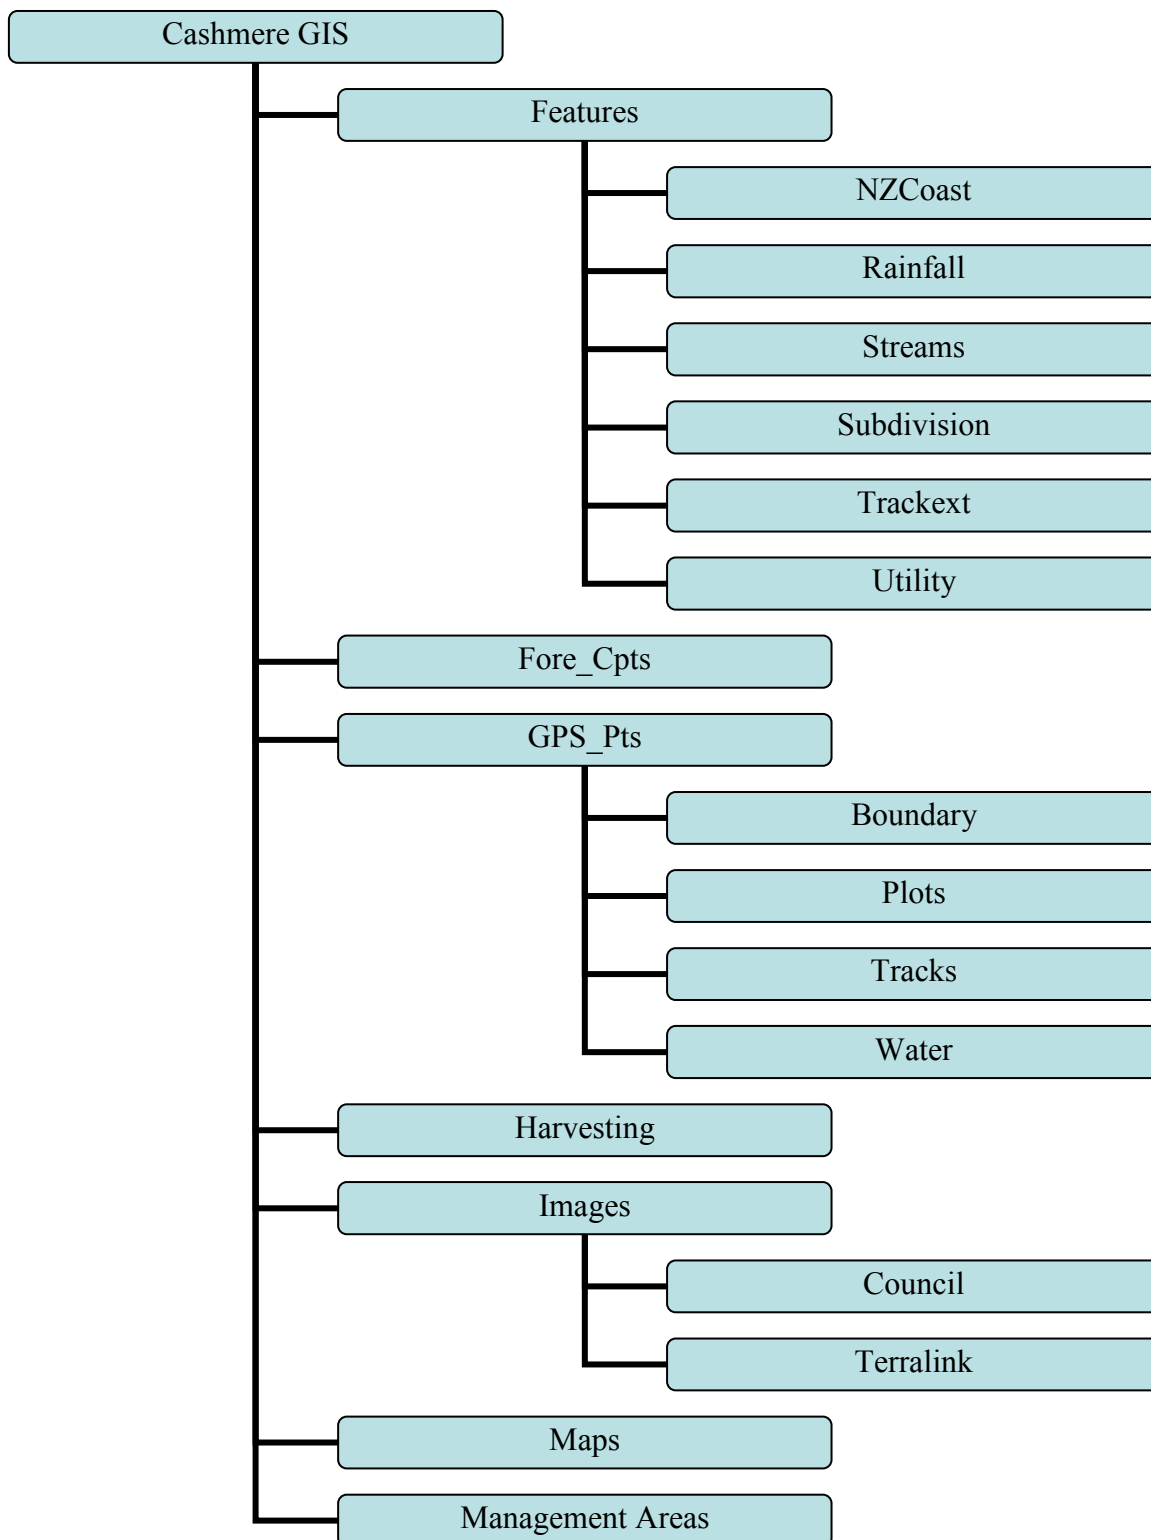 Cashmere GIS
Features
NZCoast
Rainfall
Streams
Subdivision
Trackext
Utility
Fore_Cpts
GPS_Pts
Boundary
Plots
Tracks
Water
Harvesting
Images
Council
Terralink
Maps
Management Areas